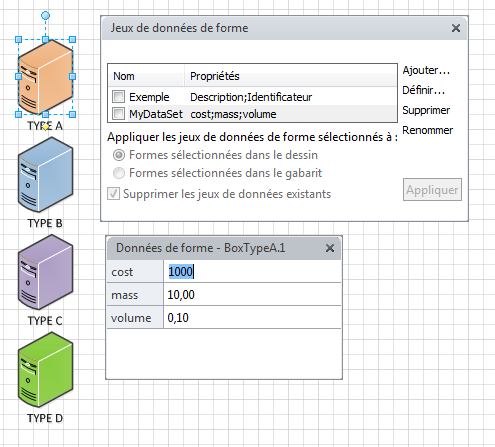 Jeux de données de forme
Nom Propriétés
Exemple Description;Identificateur
MyDataSet cost;mass;volume
Ajouter...
Définir...
Supprimer
Renommer
Appliquer les jeux de données de forme sélectionnés à :
Formes sélectionnées dans le dessin
Formes sélectionnées dans le gabarit
Supprimer les jeux de données existants
Appliquer
TYPE A
TYPE B
TYPE C
TYPE D
Données de forme - BoxTypeA.1
cost 1000
mass 10,00
volume 0,10